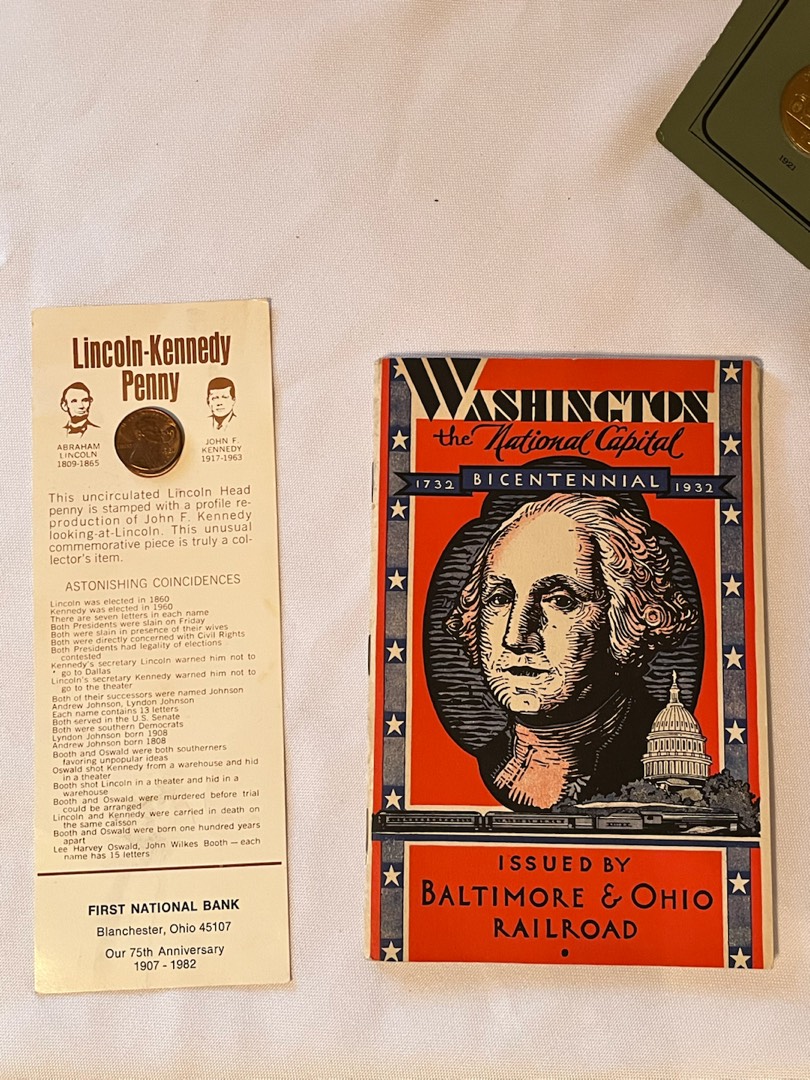 Lincoln-Kennedy
Penny
ABRAHAM
LINCOLN
1809-1865
JOHN F.
KENNEDY
1917-1963
This uncirculated Lincoln Head
penny is stamped with a profile re-
production of John F. Kennedy
looking-at-Lincoln. This unusual
commemorative piece is truly a col-
lector's item.
ASTONISHING COINCIDENCES
Lincoln was elected in 1860
Kennedy was elected in 1960
There are seven letters in each name
Both Presidents were slain on Friday
Both were slain in presence of their wives
Both were directly concerned with Civil Rights
Both Presidents had legality of elections
contested
Kennedy's secretary Lincoln warned him not to
go to Dallas
Lincoln's secretary Kennedy warned him not to
go to the theater
Both of their successors were named Johnson
Andrew Johnson, Lyndon Johnson
Each name contains 13 letters
Both served in the U.S. Senate
Both were southern Democrats
Lyndon Johnson born 1908
Andrew Johnson born 1808
Booth and Oswald were both southerners
favoring unpopular ideas
Oswald shot Kennedy from a warehouse and hid
in a theater
Booth shot Lincoln in a theater and hid in a
warehouse
Booth and Oswald were murdered before trial
could be arranged
Lincoln and Kennedy were carried in death on
the same caisson
Booth and Oswald were born one hundred years
apart
Lee Harvey Oswald, John Wilkes Booth — each
name has 15 letters
FIRST NATIONAL BANK
Blanchester, Ohio 45107
Our 75th Anniversary
1907 - 1982
WASHINGTON
the National Capital
1732 BICENTENNIAL 1932
ISSUED BY
BALTIMORE & OHIO
RAILROAD
1921